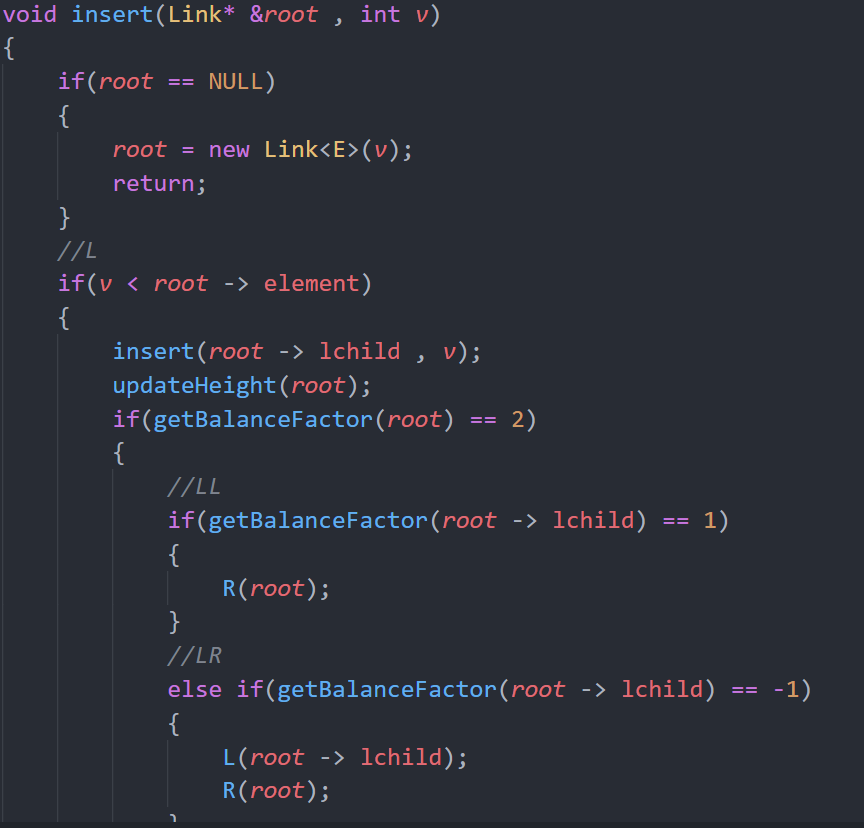 void insert(Link* &root , int v)
{
    if(root == NULL)
    {
        root = new Link<E>(v);
        return;
    }
    //L
    if(v < root -> element)
    {
        insert(root -> lchild , v);
        updateHeight(root);
        if(getBalanceFactor(root) == 2)
        {
            //LL
            if(getBalanceFactor(root -> lchild) == 1)
            {
                R(root);
            }
            //LR
            else if(getBalanceFactor(root -> lchild) == -1)
            {
                L(root -> lchild);
                R(root);
            }